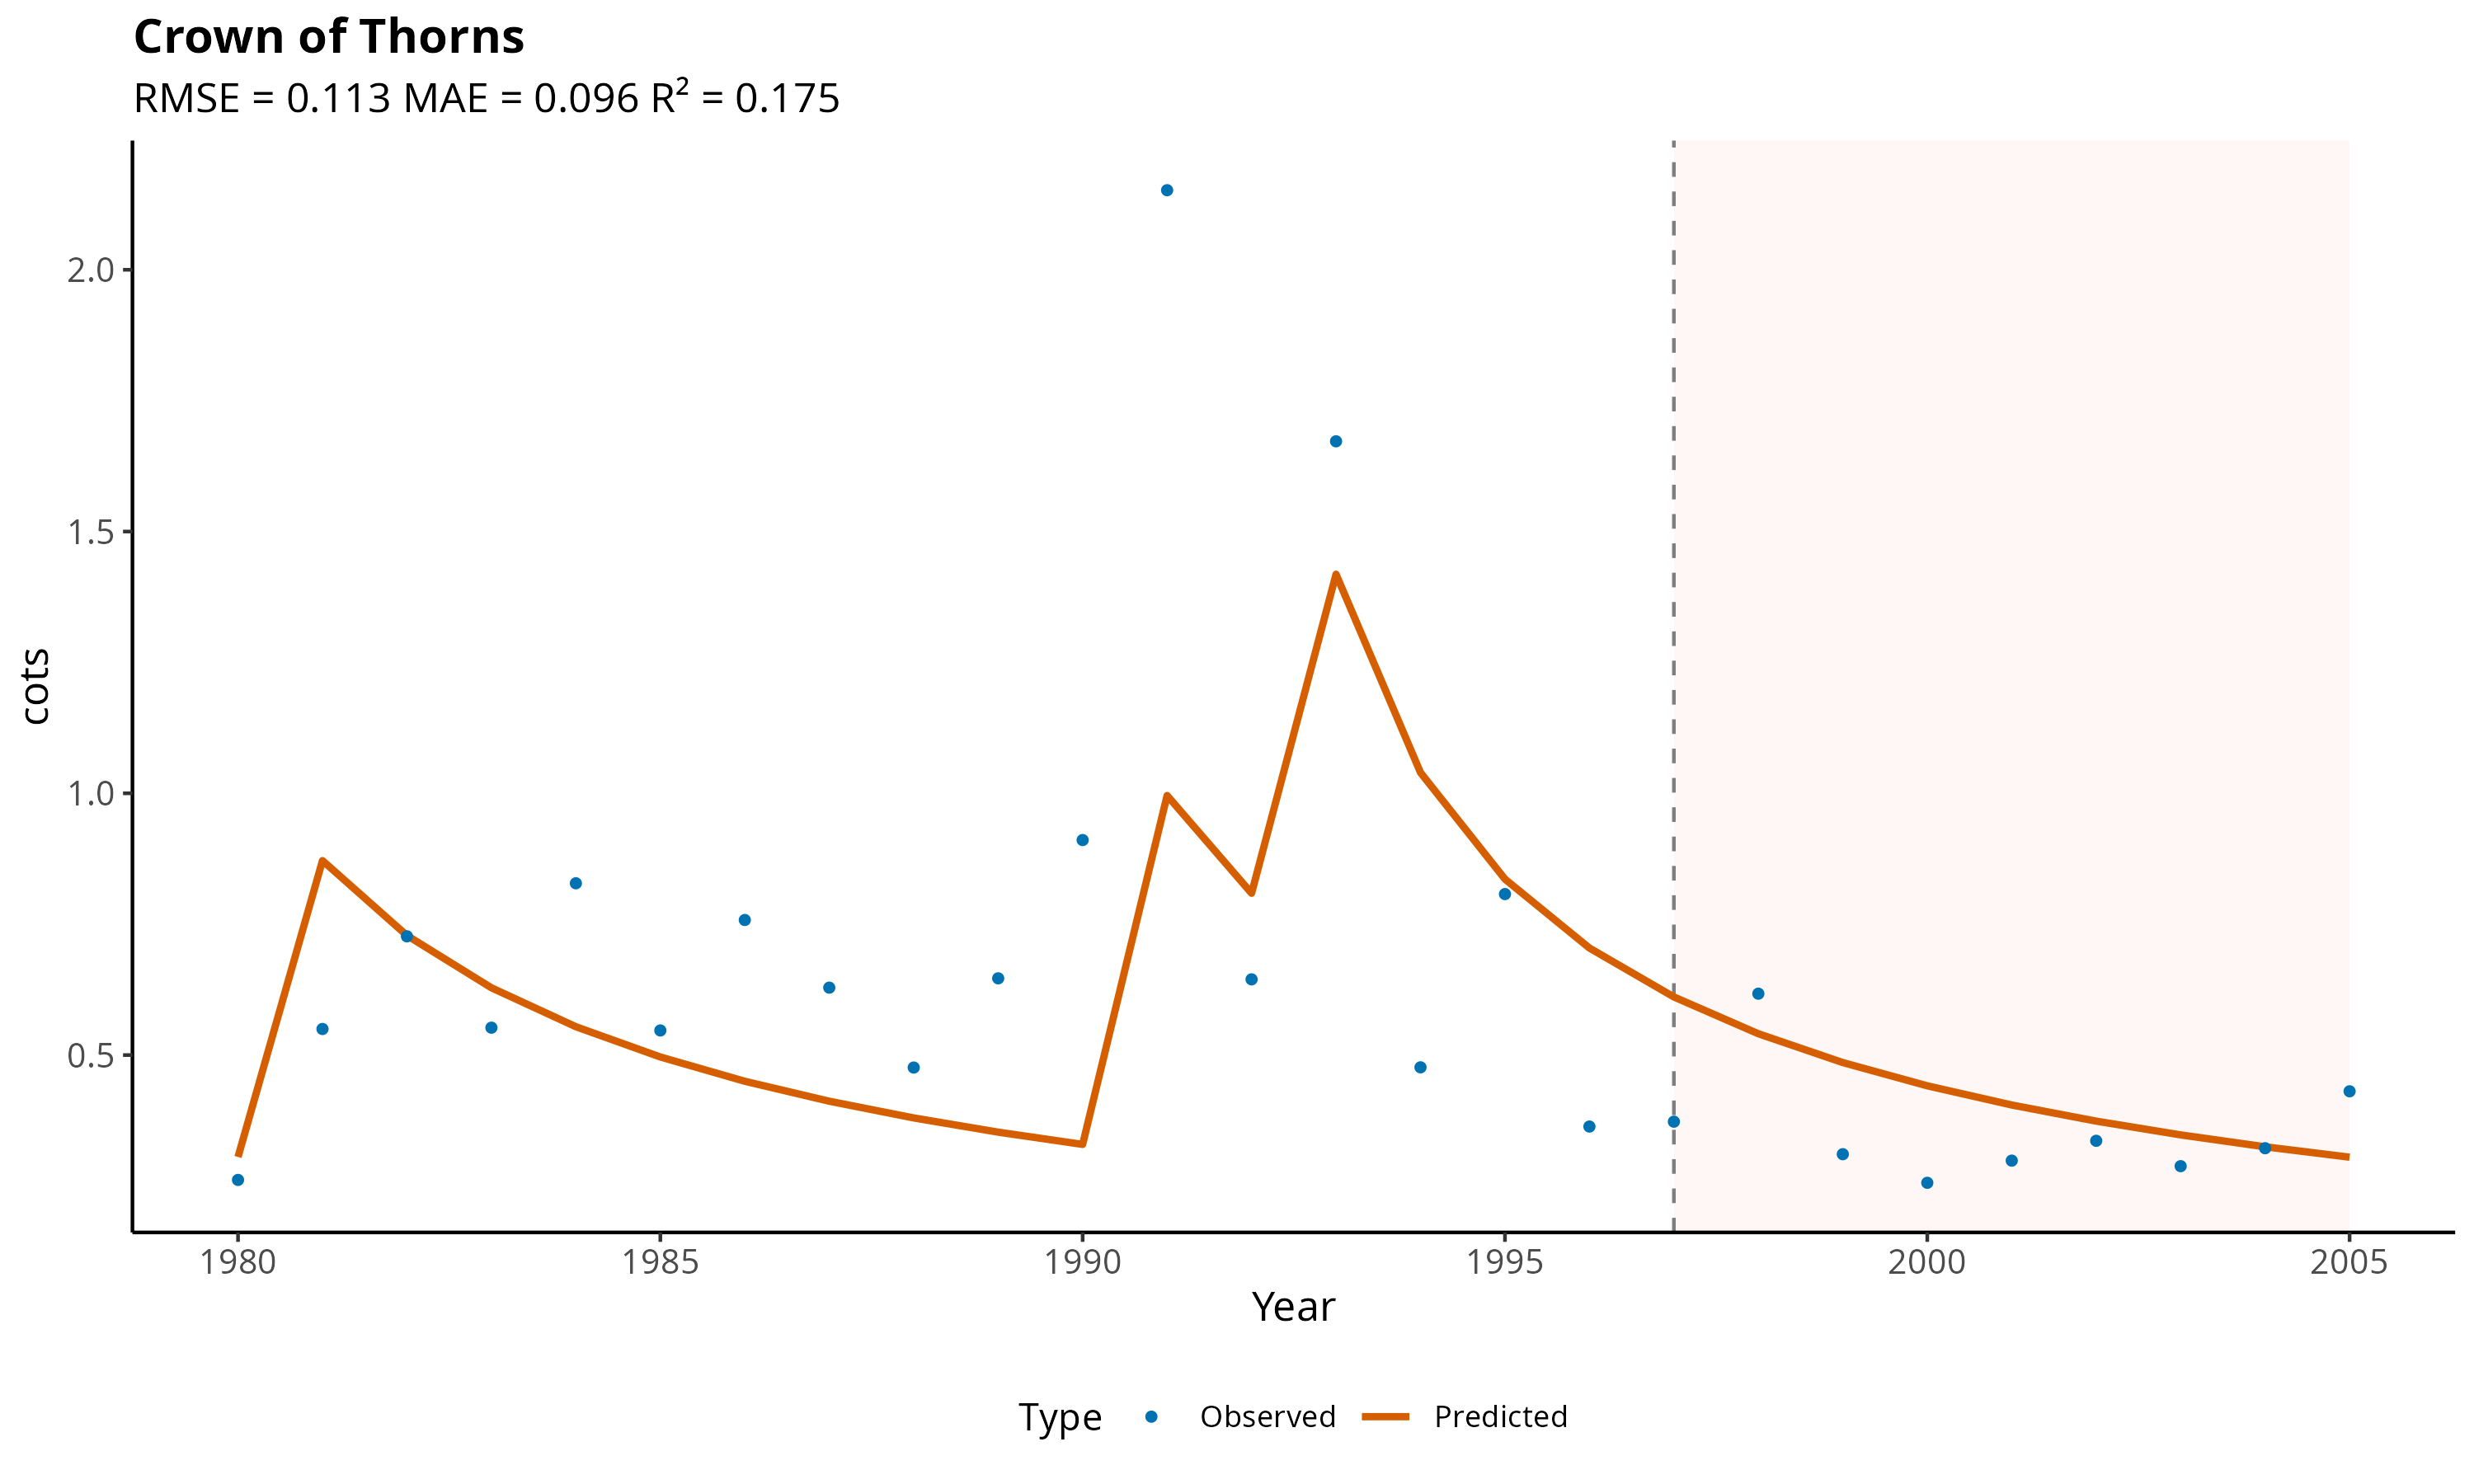 Crown of Thorns
RMSE = 0.113 MAE = 0.096 R² = 0.175
cots
2.0
1.5
1.0
0.5
1980 1985 1990 1995 2000 2005
Year
Type Observed Predicted